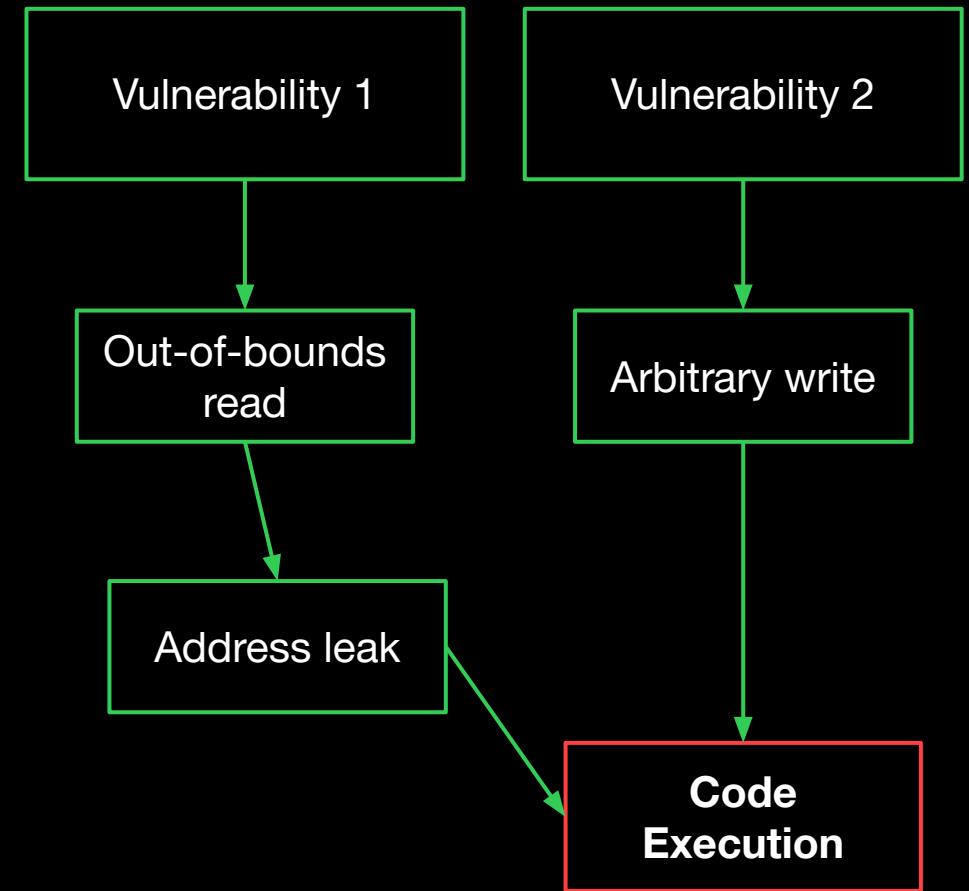 Vulnerability 1
Vulnerability 2
Out-of-bounds
read
Arbitrary write
Address leak
Code
Execution